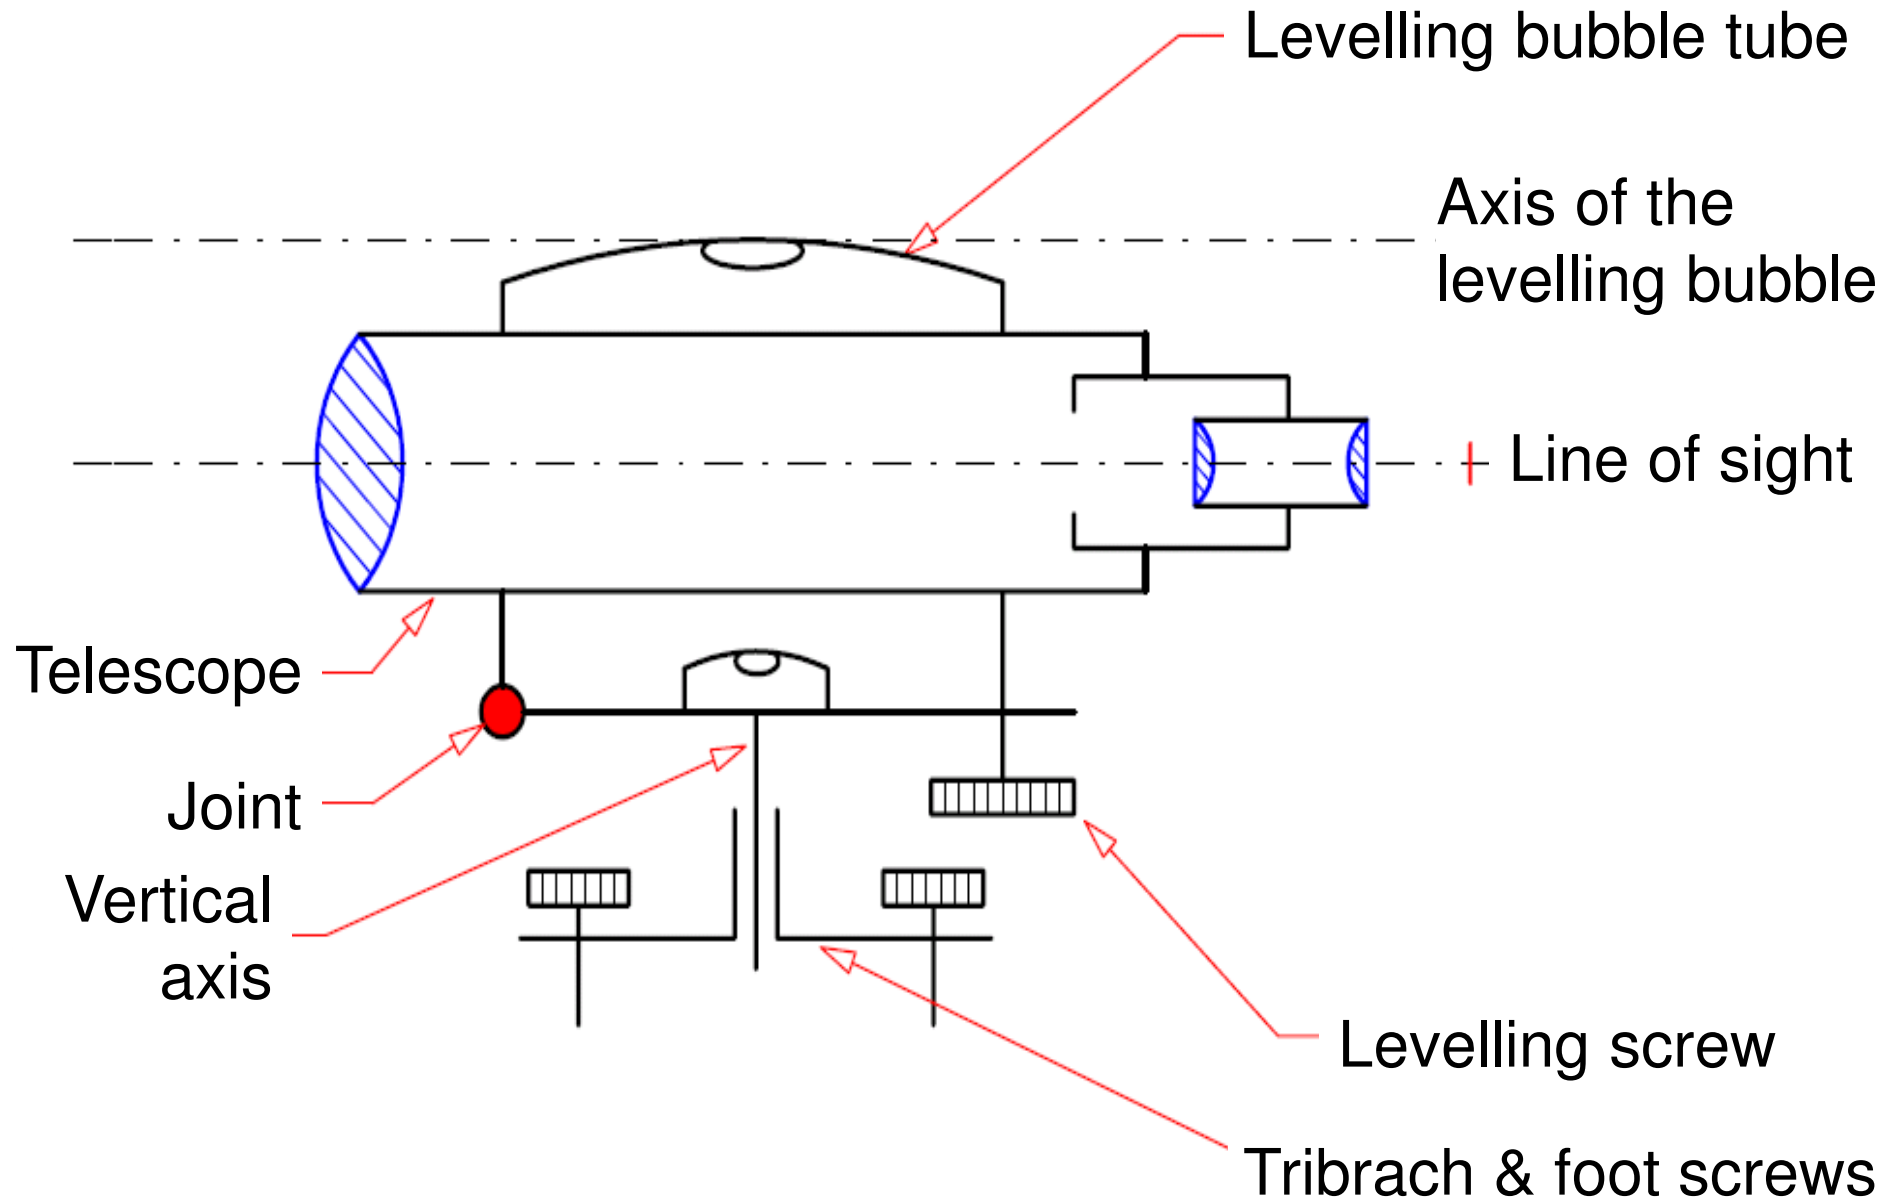 Levelling bubble tube
Axis of the
levelling bubble
Line of sight
Telescope
Joint
Vertical
axis
Levelling screw
Tribrach & foot screws